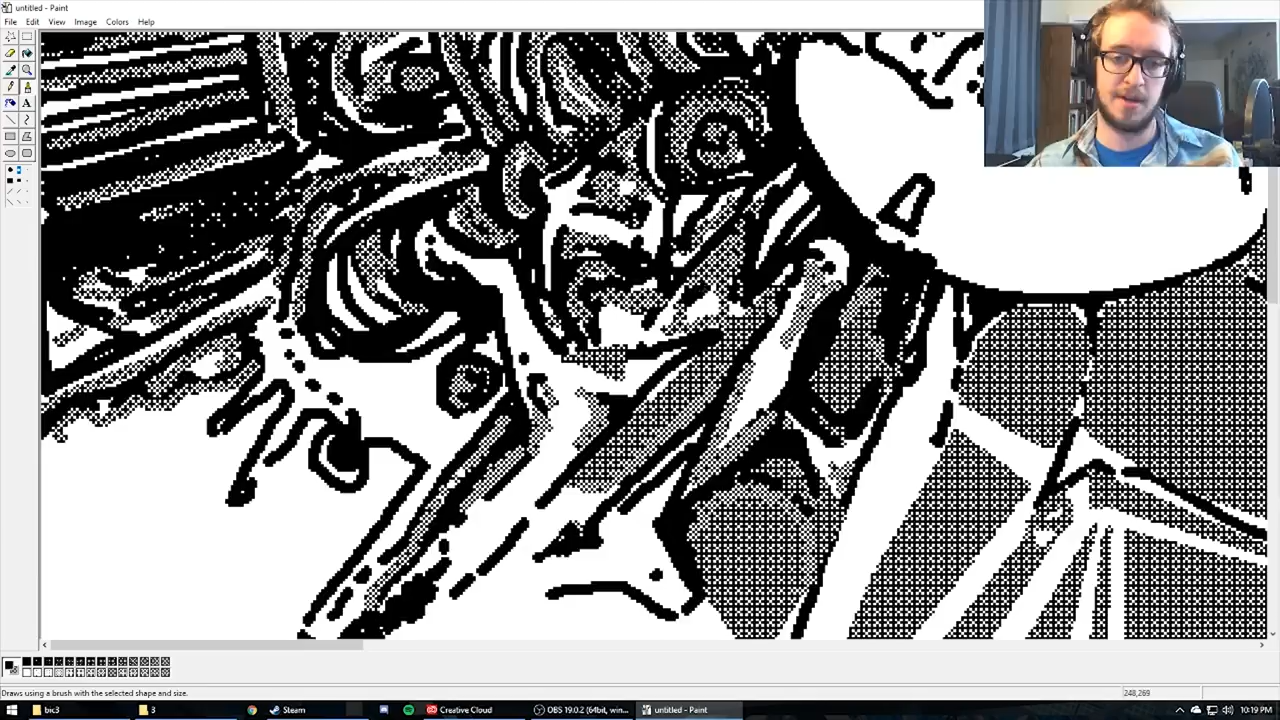 untitled - Paint
File Edit View Image Colors Help
A
Draws using a brush with the selected shape and size.
248,269
bic3
3
Steam
Creative Cloud
OBS 19.0.2 (64bit, win...
untitled - Paint
10:19 PM